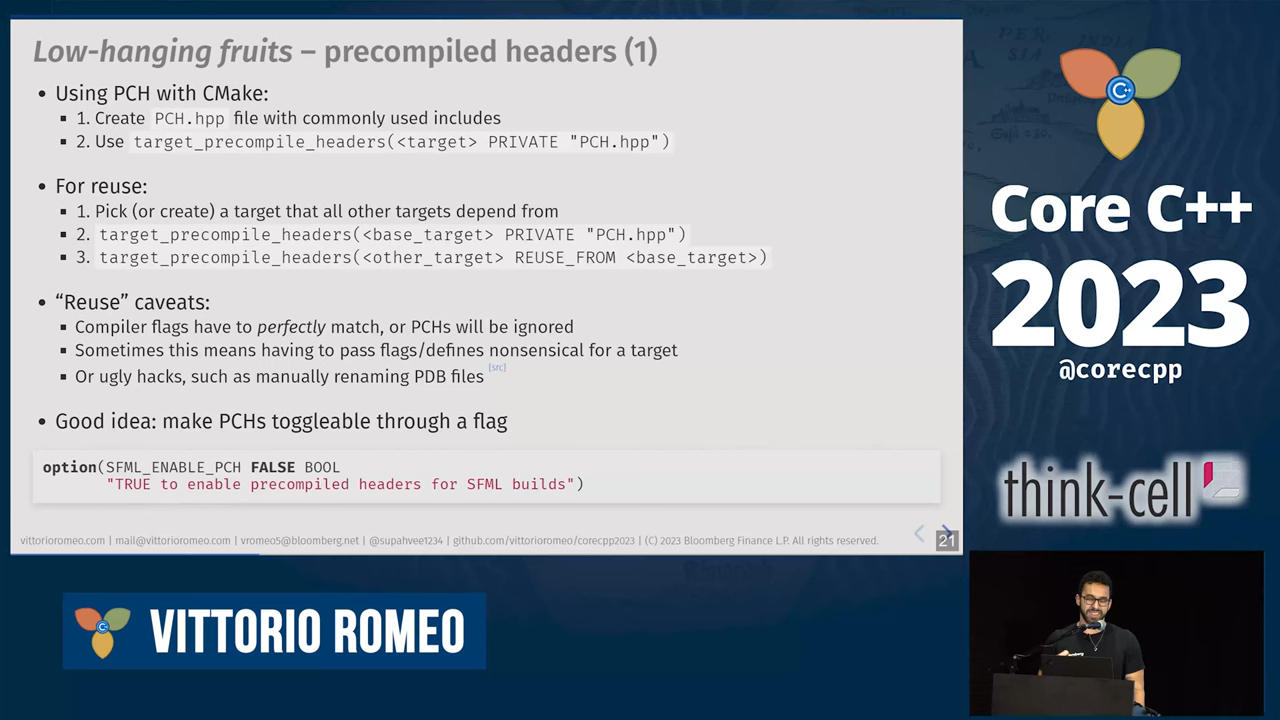 Low-hanging fruits – precompiled headers (1)
• Using PCH with CMake:
▪ 1. Create PCH.hpp file with commonly used includes
▪ 2. Use target_precompile_headers(<target> PRIVATE "PCH.hpp")
• For reuse:
▪ 1. Pick (or create) a target that all other targets depend from
▪ 2. target_precompile_headers(<base_target> PRIVATE "PCH.hpp")
▪ 3. target_precompile_headers(<other_target> REUSE_FROM <base_target>)
• “Reuse” caveats:
▪ Compiler flags have to perfectly match, or PCHs will be ignored
▪ Sometimes this means having to pass flags/defines nonsensical for a target
▪ Or ugly hacks, such as manually renaming PDB files [src]
• Good idea: make PCHs toggleable through a flag
option(SFML_ENABLE_PCH FALSE BOOL
"TRUE to enable precompiled headers for SFML builds")
vittorioromeo.com | mail@vittorioromeo.com | vromeo5@bloomberg.net | @supahvee1234 | github.com/vittorioromeo/corecpp2023 | (C) 2023 Bloomberg Finance L.P. All rights reserved.
21
C++
Core C++
2023
@corecpp
think-cell
VITTORIO ROMEO